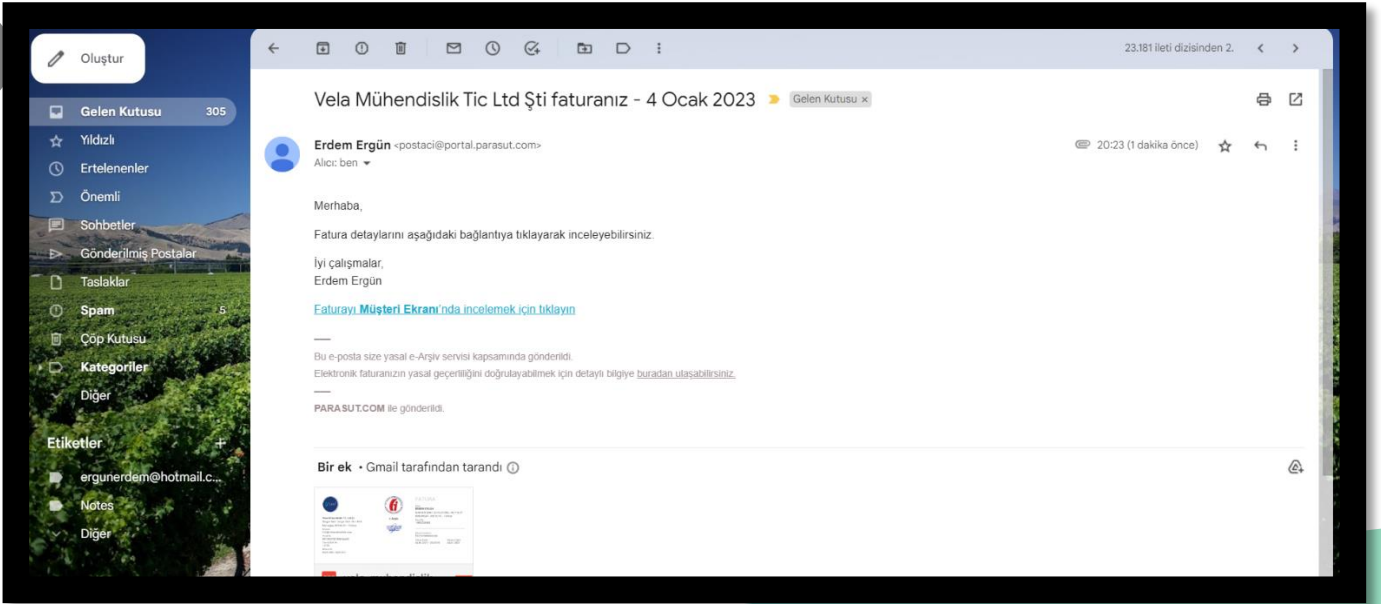 Oluştur
23.181 ileti dizisinden 2.
Gelen Kutusu 305
Yıldızlı
Ertelenenler
Önemli
Sohbetler
Gönderilmiş Postalar
Taslaklar
Spam 5
Çöp Kutusu
Kategoriler
Diğer
Etiketler +
ergunerdem@hotmail.c...
Notes
Diğer
Vela Mühendislik Tic Ltd Şti faturanız - 4 Ocak 2023 Gelen Kutusu x
Erdem Ergün <postaci@portal.parasut.com> 20:23 (1 dakika önce)
Alıcı: ben
Merhaba,
Fatura detaylarını aşağıdaki bağlantıya tıklayarak inceleyebilirsiniz.
İyi çalışmalar,
Erdem Ergün
Faturayı Müşteri Ekranı'nda incelemek için tıklayın
Bu e-posta size yasal e-Arşiv servisi kapsamında gönderildi.
Elektronik faturanızın yasal geçerliliğini doğrulayabilmek için detaylı bilgiye buradan ulaşabilirsiniz.
PARASUT.COM ile gönderildi.
Bir ek • Gmail tarafından tarandı
FATURA